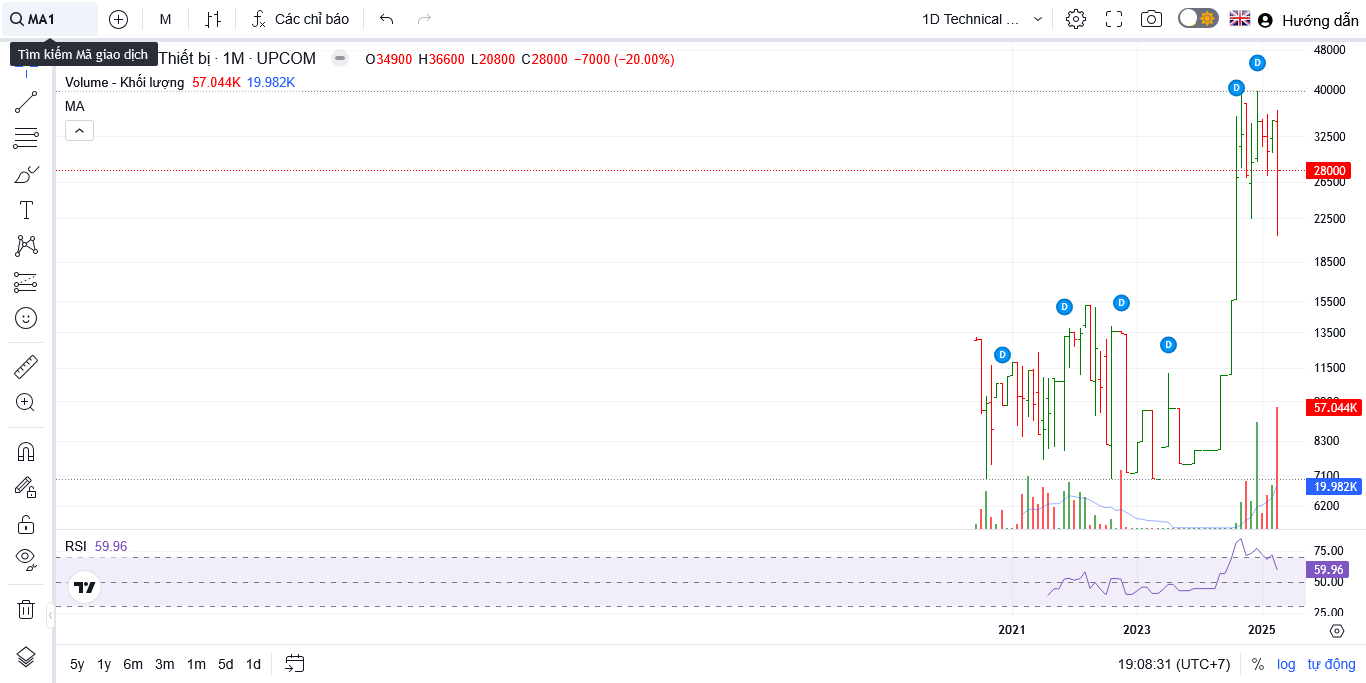 MA1
M
Các chỉ báo
1D Technical ...
Hướng dẫn
Tìm kiếm Mã giao dịch
Thiết bị · 1M · UPCOM
O34900 H36600 L20800 C28000 −7000 (−20.00%)
Volume - Khối lượng 57.044K 19.982K
MA
48000
40000
32500
28000
26500
22500
18500
15500
13500
11500
57.044K
8300
7100
19.982K
6200
D
D
D
D
D
D
RSI 59.96
75.00
59.96
50.00
25.00
2021
2023
2025
5y 1y 6m 3m 1m 5d 1d
19:08:31 (UTC+7)
% log tự động